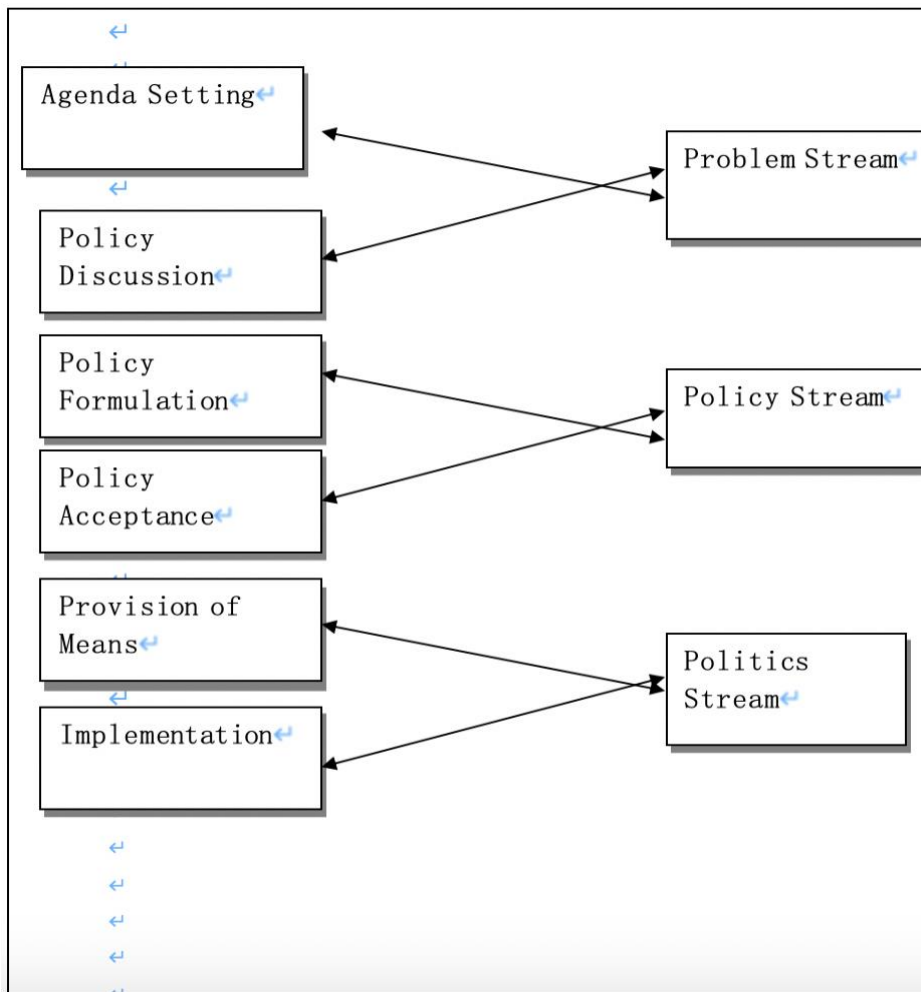 Agenda Setting
Problem Stream
Policy
Discussion
Policy
Formulation
Policy Stream
Policy
Acceptance
Provision of
Means
Politics
Stream
Implementation